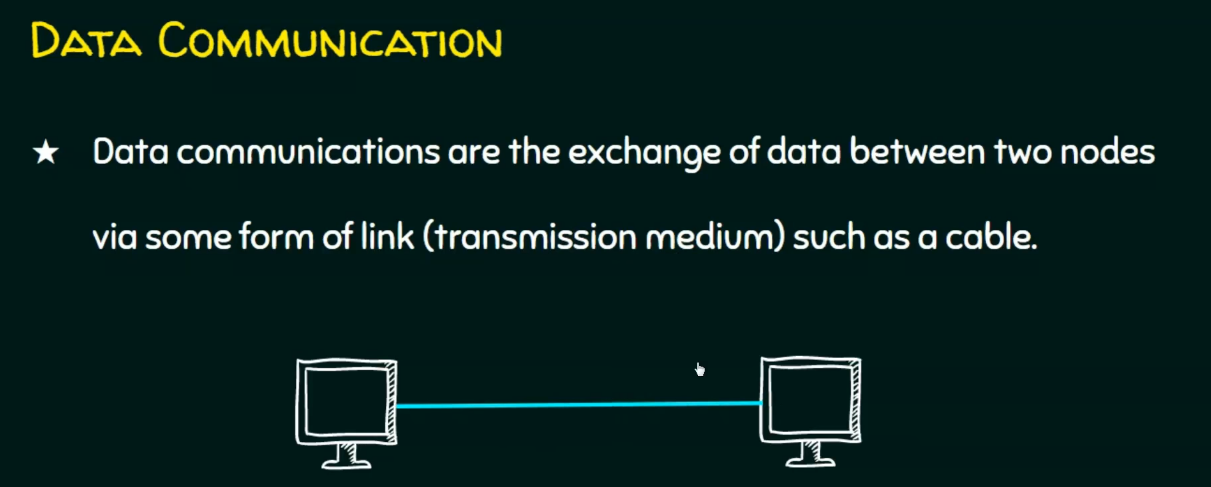 DATA COMMUNICATION
★ Data communications are the exchange of data between two nodes
via some form of link (transmission medium) such as a cable.